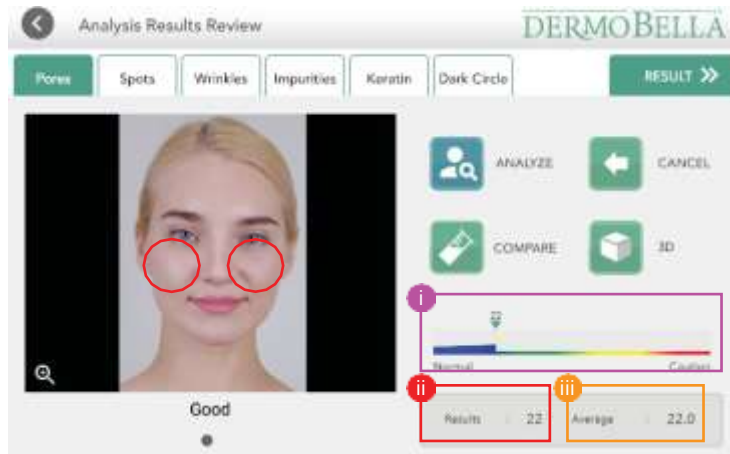 Analysis Results Review
DERMOBELLA
Pores Spots Wrinkles Impurities Keratin Dark Circle RESULT
ANALYZE CANCEL
COMPARE 3D
i
22
Normal Caution
ii iii
Results : 22 Average : 22.0
Good